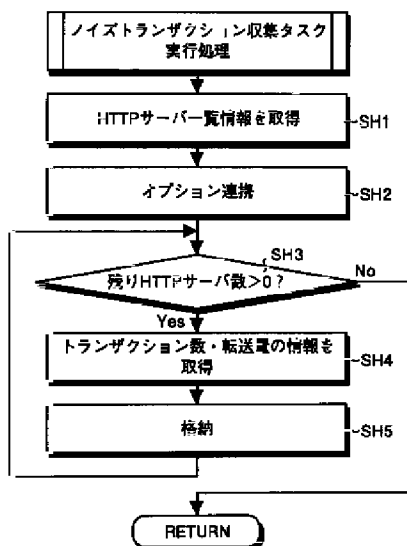 ノイズトランザクション収集タスク
実行処理
HTTPサーバ一覧情報を取得
SH1
オプション連携
SH2
SH3
残りHTTPサーバ数>0?
No
Yes
トランザクション数・転送量の情報を
取得
SH4
格納
SH5
RETURN